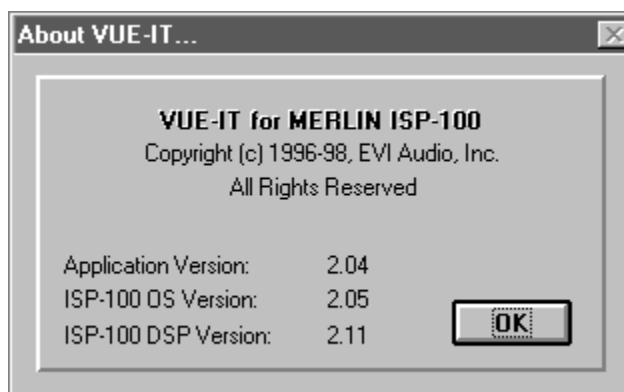 About VUE-IT...
VUE-IT for MERLIN ISP-100
Copyright (c) 1996-98, EVI Audio, Inc.
All Rights Reserved
Application Version: 2.04
ISP-100 OS Version: 2.05
ISP-100 DSP Version: 2.11
OK